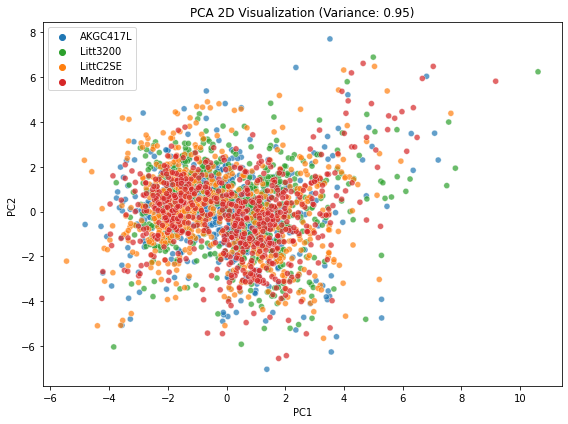 PCA 2D Visualization (Variance: 0.95)
AKGC417L
Litt3200
LittC2SE
Meditron
8
6
4
2
0
−2
−4
−6
PC2
−6
−4
−2
0
2
4
6
8
10
PC1